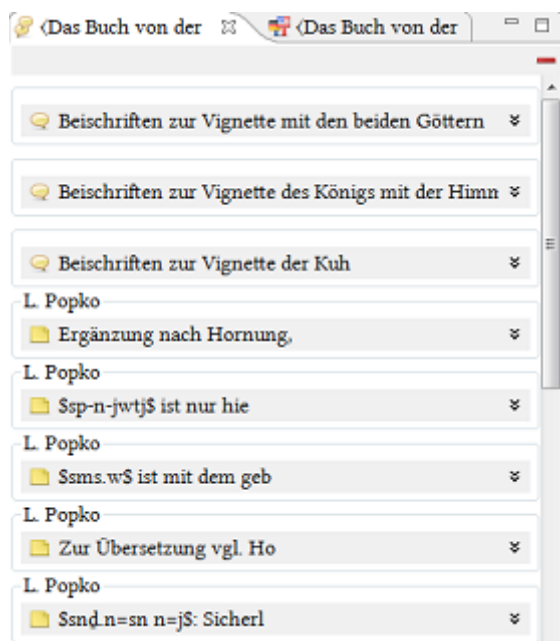 ⟨Das Buch von der
⟨Das Buch von der
Beischriften zur Vignette mit den beiden Göttern
Beischriften zur Vignette des Königs mit der Himm
Beischriften zur Vignette der Kuh
L. Popko
Ergänzung nach Hornung,
L. Popko
$sp-n-jwtj$ ist nur hie
L. Popko
$sms.w$ ist mit dem geb
L. Popko
Zur Übersetzung vgl. Ho
L. Popko
$snḏ.n=sn n=j$: Sicherl